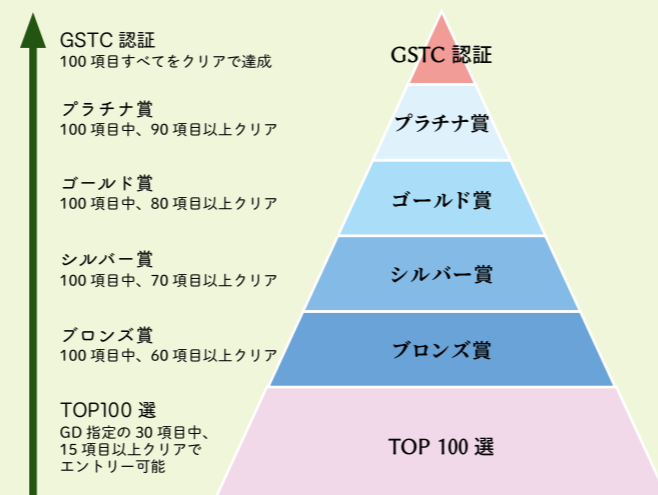 GSTC 認証
100 項目すべてをクリアで達成
プラチナ賞
100 項目中、90 項目以上クリア
ゴールド賞
100 項目中、80 項目以上クリア
シルバー賞
100 項目中、70 項目以上クリア
ブロンズ賞
100 項目中、60 項目以上クリア
TOP100 選
GD 指定の 30 項目中、
15 項目以上クリアで
エントリー可能
GSTC 認証
プラチナ賞
ゴールド賞
シルバー賞
ブロンズ賞
TOP 100 選